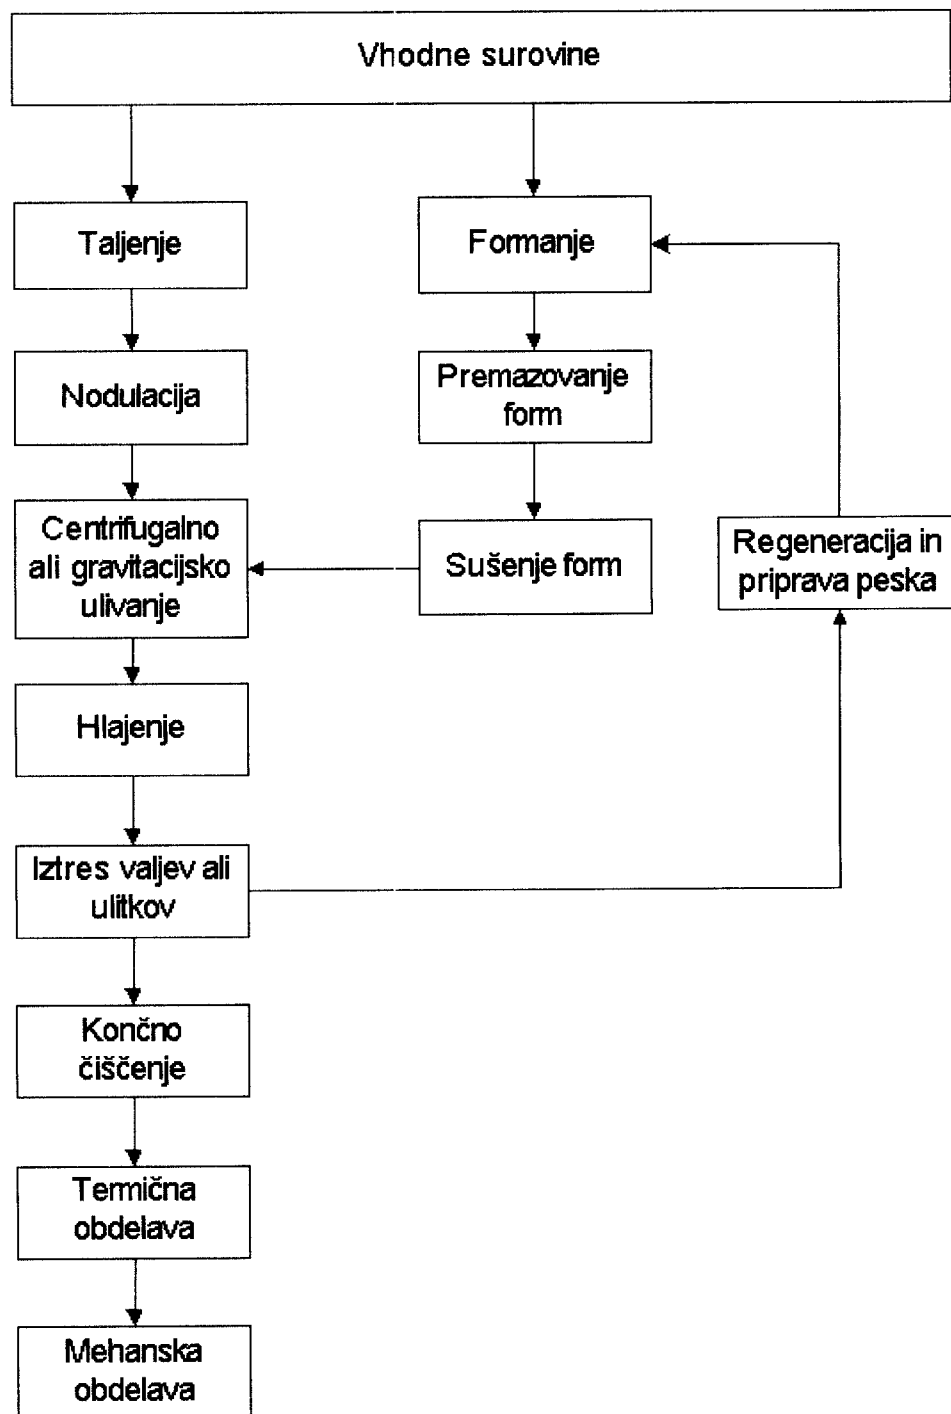 Vhodne surovine
Taljenje
Formanje
Nodulacija
Premazovanje
form
Centrifugalno
ali gravitacijsko
ulivanje
Sušenje form
Regeneracija in
priprava peska
Hlajenje
Iztres valjev ali
ulitkov
Končno
čiščenje
Termična
obdelava
Mehanska
obdelava